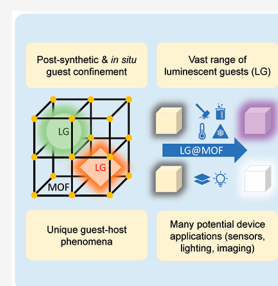 Post-synthetic & in situ
guest confinement
Vast range of
luminescent guests (LG)
LG
LG
MOF
LG@MOF
Unique guest-host
phenomena
Many potential device
applications (sensors,
lighting, imaging)